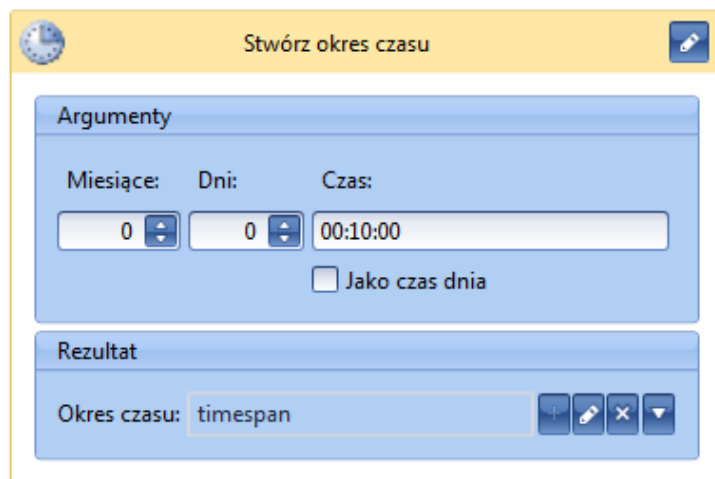 Stwórz okres czasu
Argumenty
Miesiące: Dni: Czas:
0 0 00:10:00
Jako czas dnia
Rezultat
Okres czasu: timespan